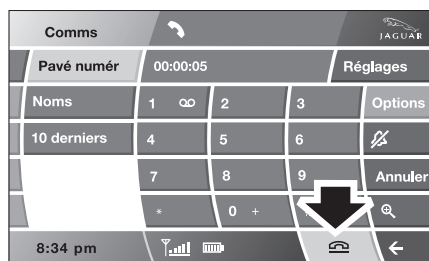 Comms
JAGUAR
Pavé numér 00:00:05 Réglages
Noms 1 2 3 Options
10 derniers 4 5 6
7 8 9 Annuler
* 0 +
8:34 pm